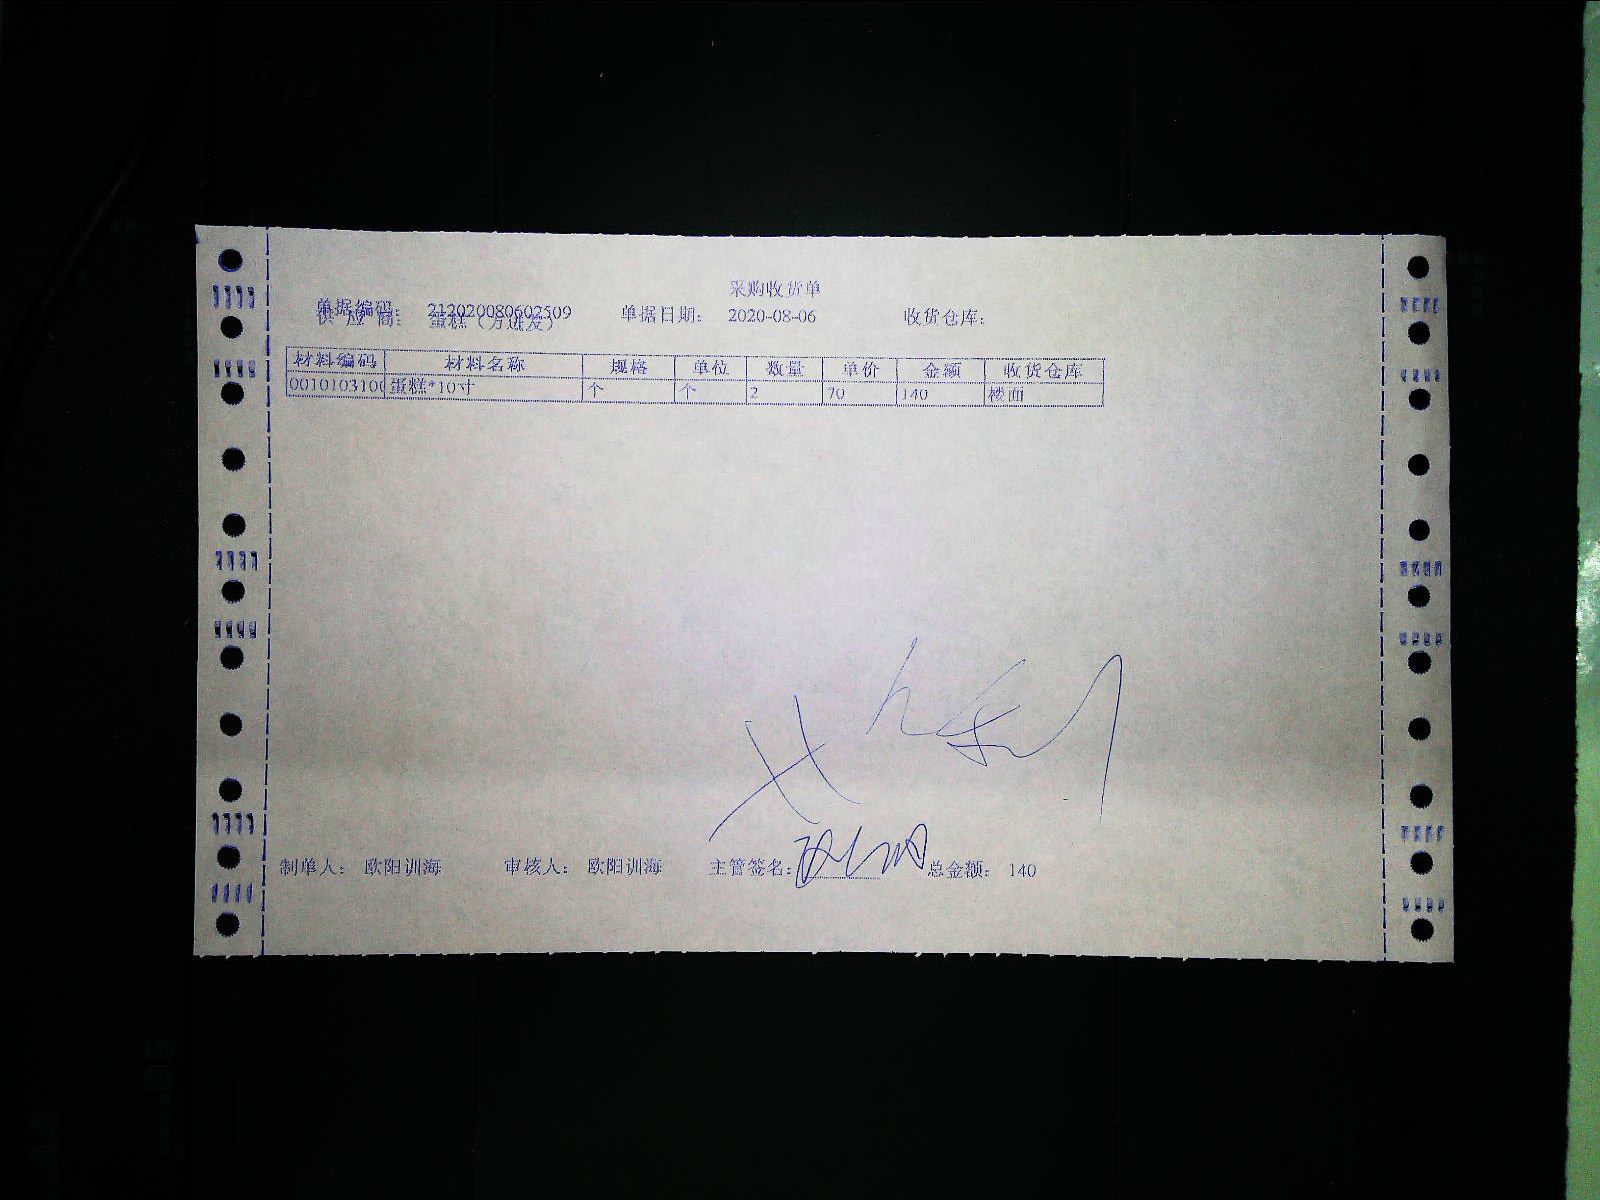 采购收货单
单据编码： 212020080602509 单据日期： 2020-08-06 收货仓库：
供 应 商： 蛋糕（万进发）
材料编码 材料名称 规格 单位 数量 单价 金额 收货仓库
0010103100 蛋糕*10寸 个 个 2 70 140 楼面
制单人： 欧阳训海 审核人： 欧阳训海 主管签名： 总金额： 140